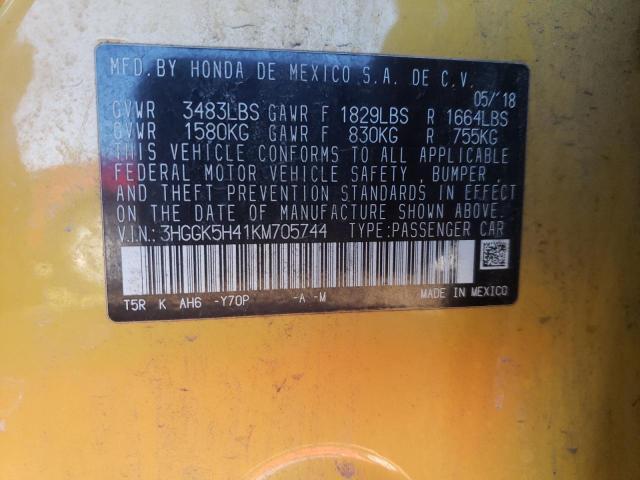 MFD.BY HONDA DE MEXICO S.A. DE C.V.
05/'18
GVWR 3483LBS GAWR F 1829LBS R 1664LBS
GVWR 1580KG GAWR F 830KG R 755KG
THIS VEHICLE CONFORMS TO ALL APPLICABLE
FEDERAL MOTOR VEHICLE SAFETY , BUMPER ,
AND THEFT PREVENTION STANDARDS IN EFFECT
ON THE DATE OF MANUFACTURE SHOWN ABOVE.
V.I.N.: 3HGGK5H41KM705744 TYPE:PASSENGER CAR
T5R K AH6 -Y70P -A -M MADE IN MEXICO